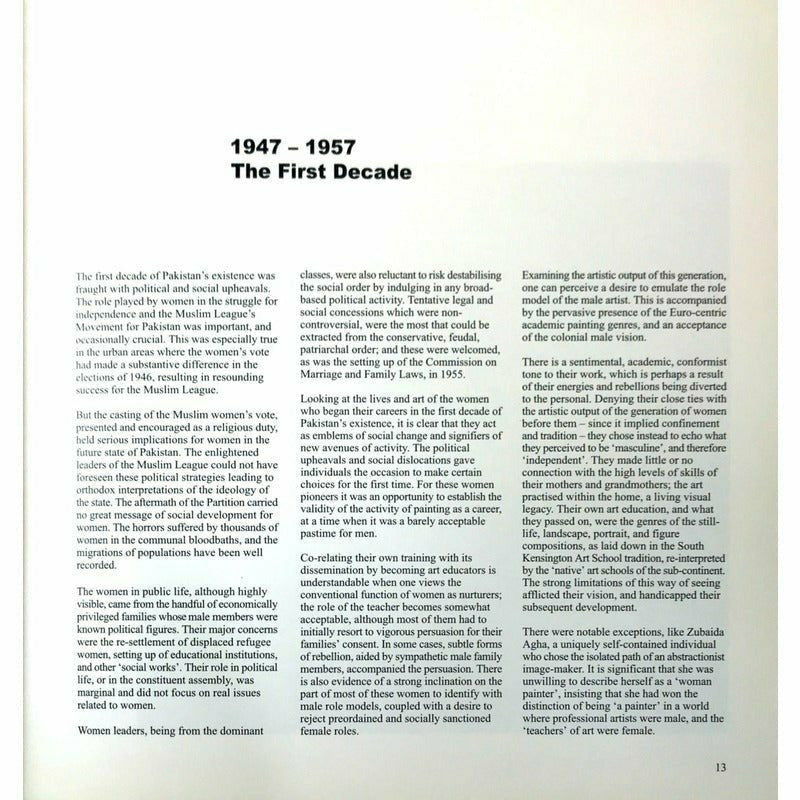 1947 – 1957
The First Decade
The first decade of Pakistan's existence was
fraught with political and social upheavals.
The role played by women in the struggle for
independence and the Muslim League's
Movement for Pakistan was important, and
occasionally crucial. This was especially true
in the urban areas where the women's vote
had made a substantive difference in the
elections of 1946, resulting in resounding
success for the Muslim League.
But the casting of the Muslim women's vote,
presented and encouraged as a religious duty,
held serious implications for women in the
future state of Pakistan. The enlightened
leaders of the Muslim League could not have
foreseen these political strategies leading to
orthodox interpretations of the ideology of
the state. The aftermath of the Partition carried
no great message of social development for
women. The horrors suffered by thousands of
women in the communal bloodbaths, and the
migrations of populations have been well
recorded.
The women in public life, although highly
visible, came from the handful of economically
privileged families whose male members were
known political figures. Their major concerns
were the re-settlement of displaced refugee
women, setting up of educational institutions,
and other 'social works'. Their role in political
life, or in the constituent assembly, was
marginal and did not focus on real issues
related to women.
Women leaders, being from the dominant
classes, were also reluctant to risk destabilising
the social order by indulging in any broad-
based political activity. Tentative legal and
social concessions which were non-
controversial, were the most that could be
extracted from the conservative, feudal,
patriarchal order; and these were welcomed,
as was the setting up of the Commission on
Marriage and Family Laws, in 1955.
Looking at the lives and art of the women
who began their careers in the first decade of
Pakistan's existence, it is clear that they act
as emblems of social change and signifiers of
new avenues of activity. The political
upheavals and social dislocations gave
individuals the occasion to make certain
choices for the first time. For these women
pioneers it was an opportunity to establish the
validity of the activity of painting as a career,
at a time when it was a barely acceptable
pastime for men.
Co-relating their own training with its
dissemination by becoming art educators is
understandable when one views the
conventional function of women as nurturers;
the role of the teacher becomes somewhat
acceptable, although most of them had to
initially resort to vigorous persuasion for their
families' consent. In some cases, subtle forms
of rebellion, aided by sympathetic male family
members, accompanied the persuasion. There
is also evidence of a strong inclination on the
part of most of these women to identify with
male role models, coupled with a desire to
reject preordained and socially sanctioned
female roles.
Examining the artistic output of this generation,
one can perceive a desire to emulate the role
model of the male artist. This is accompanied
by the pervasive presence of the Euro-centric
academic painting genres, and an acceptance
of the colonial male vision.
There is a sentimental, academic, conformist
tone to their work, which is perhaps a result
of their energies and rebellions being diverted
to the personal. Denying their close ties with
the artistic output of the generation of women
before them – since it implied confinement
and tradition – they chose instead to echo what
they perceived to be 'masculine', and therefore
'independent'. They made little or no
connection with the high levels of skills of
their mothers and grandmothers; the art
practised within the home, a living visual
legacy. Their own art education, and what
they passed on, were the genres of the still-
life, landscape, portrait, and figure
compositions, as laid down in the South
Kensington Art School tradition, re-interpreted
by the 'native' art schools of the sub-continent.
The strong limitations of this way of seeing
afflicted their vision, and handicapped their
subsequent development.
There were notable exceptions, like Zubaida
Agha, a uniquely self-contained individual
who chose the isolated path of an abstractionist
image-maker. It is significant that she was
unwilling to describe herself as a 'woman
painter', insisting that she had won the
distinction of being 'a painter' in a world
where professional artists were male, and the
'teachers' of art were female.
13